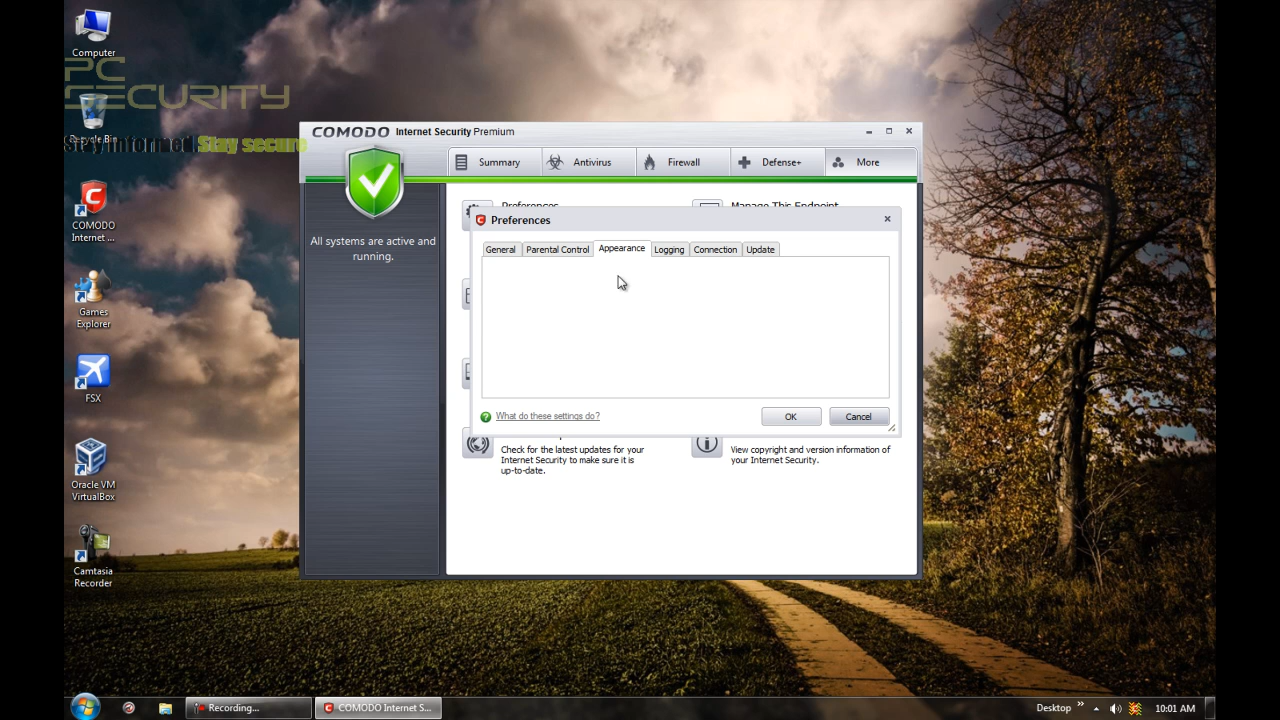 Computer
PC
SECURITY
Recycle Bin
Stay informed Stay secure
COMODO
Internet ...
Games
Explorer
FSX
Oracle VM
VirtualBox
Camtasia
Recorder
COMODO Internet Security Premium
Summary
Antivirus
Firewall
Defense+
More
All systems are active and
running.
Preferences
Manage This Endpoint
Preferences
General
Parental Control
Appearance
Logging
Connection
Update
What do these settings do?
OK
Cancel
Check for the latest updates for your
Internet Security to make sure it is
up-to-date.
View copyright and version information of
your Internet Security.
Recording...
COMODO Internet S...
Desktop
10:01 AM